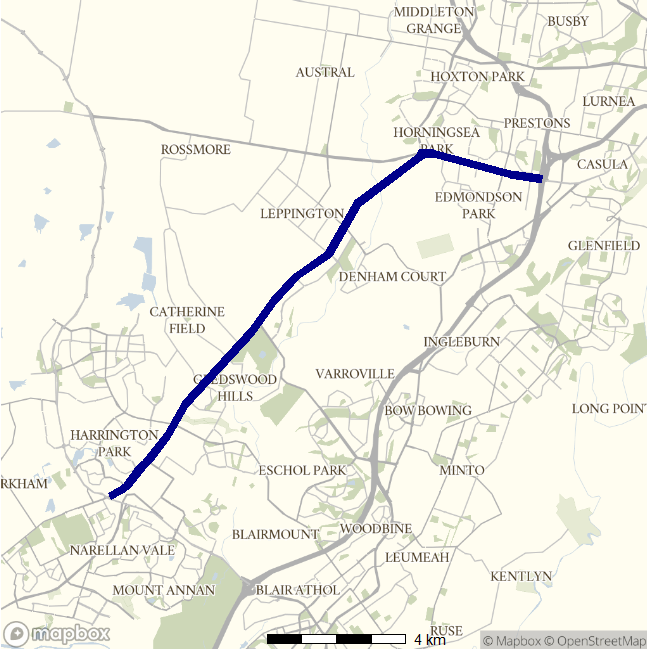 MIDDLETON
GRANGE
BUSBY
AUSTRAL
HOXTON PARK
LURNEA
PRESTONS
HORNINGSEA
PARK
ROSSMORE
CASULA
EDMONDSON
PARK
LEPPINGTON
GLENFIELD
DENHAM COURT
CATHERINE
FIELD
INGLEBURN
VARROVILLE
GLEDSWOOD
HILLS
BOW BOWING
LONG POINT
HARRINGTON
PARK
ESCHOL PARK
MINTO
RKHAM
BLAIRMOUNT
WOODBINE
NARELLAN VALE
LEUMEAH
KENTLYN
MOUNT ANNAN
BLAIR ATHOL
RUSE
mapbox
4 km
© Mapbox © OpenStreetMap